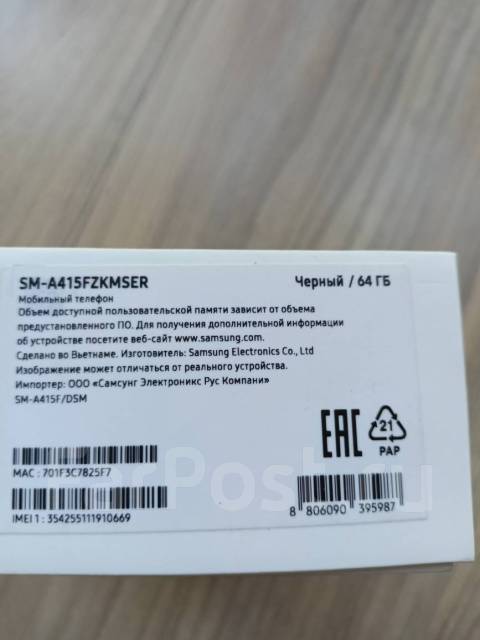 SM-A415FZKMSER
Черный / 64 ГБ
Мобильный телефон
Объем доступной пользовательской памяти зависит от объема
предустановленного ПО. Для получения дополнительной информации
об устройстве посетите веб-сайт www.samsung.com.
Сделано во Вьетнаме. Изготовитель: Samsung Electronics Co., Ltd
Изображение может отличаться от реального устройства.
Импортер: ООО «Самсунг Электроникс Рус Компани»
SM-A415F/DSM
EAC
21
PAP
MAC : 701F3C7825F7
IMEI 1 : 354255111910669
8 806090 395987